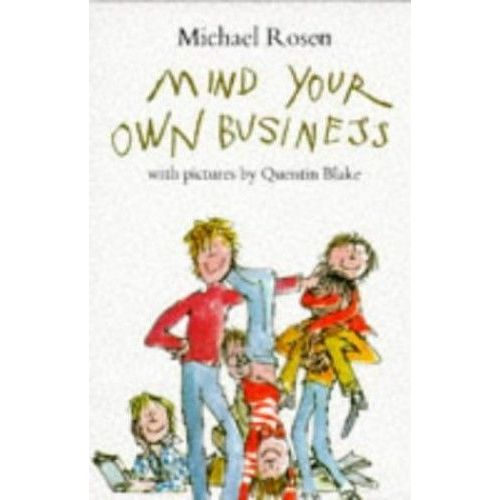 Michael Rosen
MIND YOUR
OWN BUSINESS
with pictures by Quentin Blake